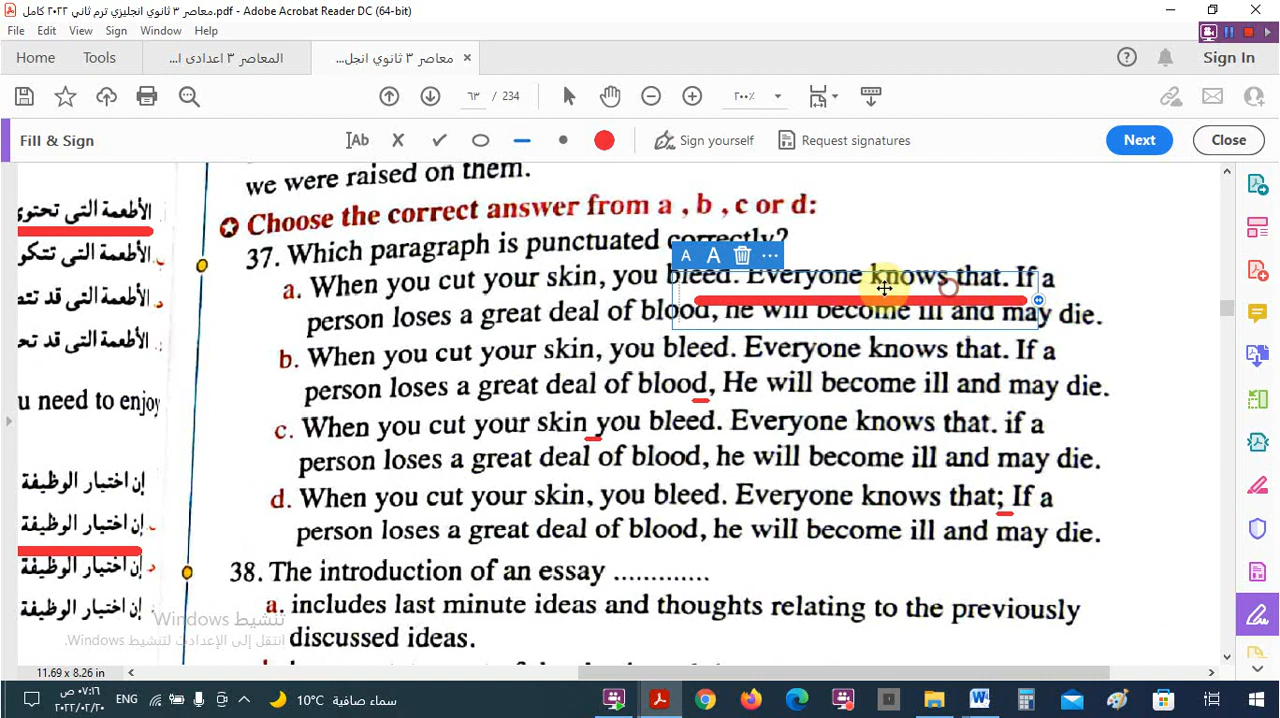 معاصر ٣ ثانوي انجليزي ترم ثاني ٢٠٢٢ كامل.pdf - Adobe Acrobat Reader DC (64-bit)
File Edit View Sign Window Help
Home Tools المعاصر ٣ اعدادى ا... معاصر ٣ ثانوي انجل... Sign In
٦٣ / 234 ٢٠٠٪
Fill & Sign Ab Sign yourself Request signatures Next Close
we were raised on them.
Choose the correct answer from a , b , c or d:
37. Which paragraph is punctuated correctly?
A A
a. When you cut your skin, you bleed. Everyone knows that. If a
person loses a great deal of blood, he will become ill and may die.
b. When you cut your skin, you bleed. Everyone knows that. If a
person loses a great deal of blood, He will become ill and may die.
c. When you cut your skin you bleed. Everyone knows that. if a
person loses a great deal of blood, he will become ill and may die.
d. When you cut your skin, you bleed. Everyone knows that; If a
person loses a great deal of blood, he will become ill and may die.
38. The introduction of an essay .............
a. includes last minute ideas and thoughts relating to the previously
discussed ideas.
الأطعمة التى تحتوى
الأطعمة التى تتكو
الأطعمة التى قد تتص
الأطعمة التى قد تح
u need to enjoy
إن اختيار الوظيفة
إن اختيار الوظيفة
إن اختيار الوظيفة
إن اختيار الوظيفة
تنشيط Windows
انتقل إلى الإعدادات لتنشيط Windows.
11.69 x 8.26 in
٠٧:١٦ ص
٢٠٢٢/٠٢/٢٠
ENG
10°C سماء صافية